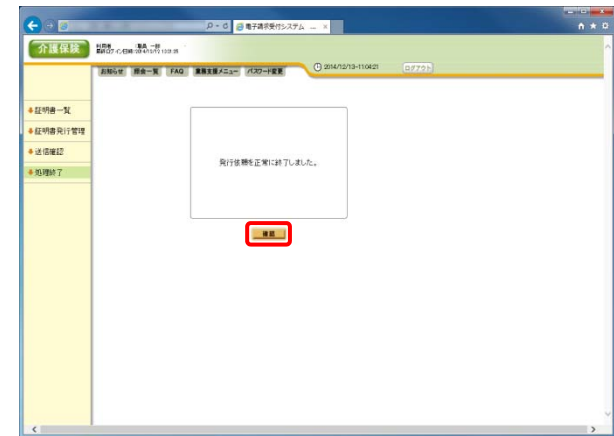 電子請求受付システム ...
介護保険
2014/12/13-11:04:21
ログアウト
お知らせ 照会一覧 FAQ 業務支援メニュー パスワード変更
証明書一覧
証明書発行管理
送信確認
処理終了
発行依頼を正常に終了しました。
確認